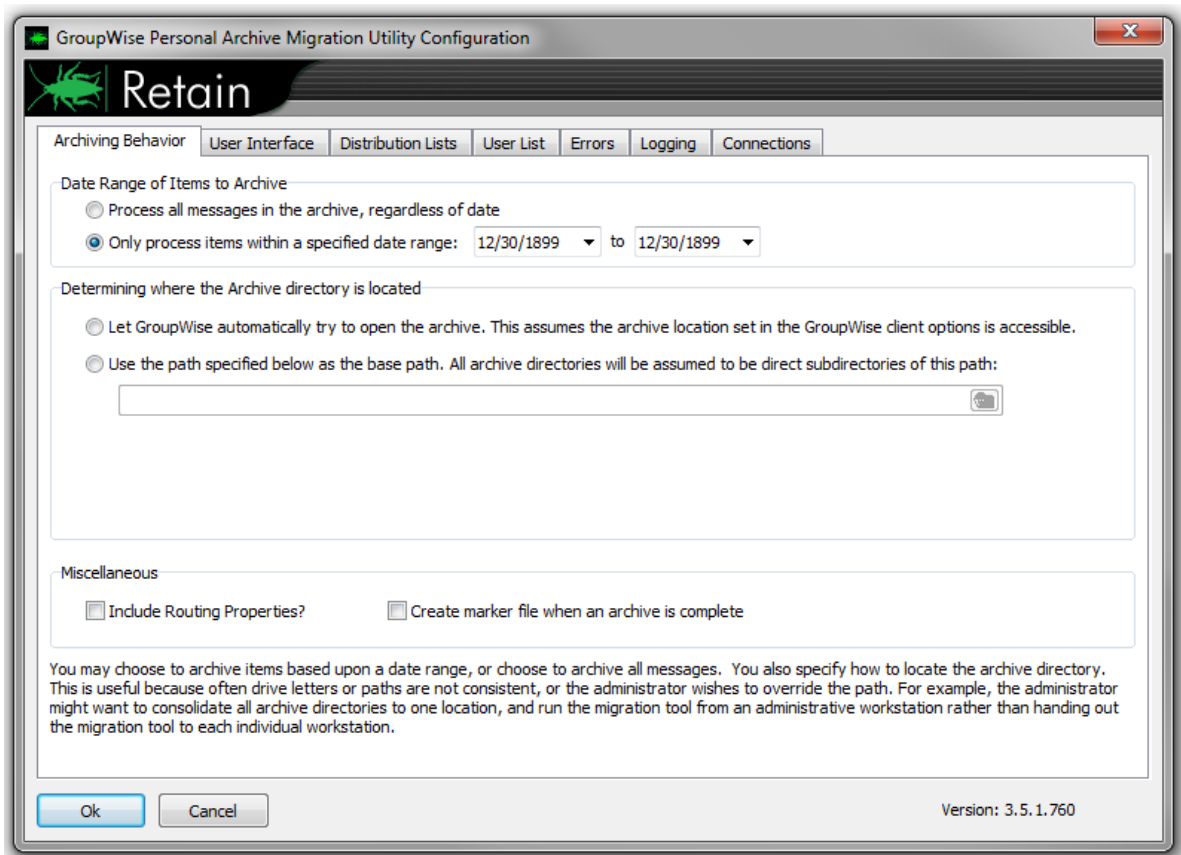 GroupWise Personal Archive Migration Utility Configuration
Retain
Archiving Behavior User Interface Distribution Lists User List Errors Logging Connections
Date Range of Items to Archive
Process all messages in the archive, regardless of date
Only process items within a specified date range: 12/30/1899 to 12/30/1899
Determining where the Archive directory is located
Let GroupWise automatically try to open the archive. This assumes the archive location set in the GroupWise client options is accessible.
Use the path specified below as the base path. All archive directories will be assumed to be direct subdirectories of this path:
Miscellaneous
Include Routing Properties? Create marker file when an archive is complete
You may choose to archive items based upon a date range, or choose to archive all messages. You also specify how to locate the archive directory.
This is useful because often drive letters or paths are not consistent, or the administrator wishes to override the path. For example, the administrator
might want to consolidate all archive directories to one location, and run the migration tool from an administrative workstation rather than handing out
the migration tool to each individual workstation.
Ok Cancel Version: 3.5.1.760